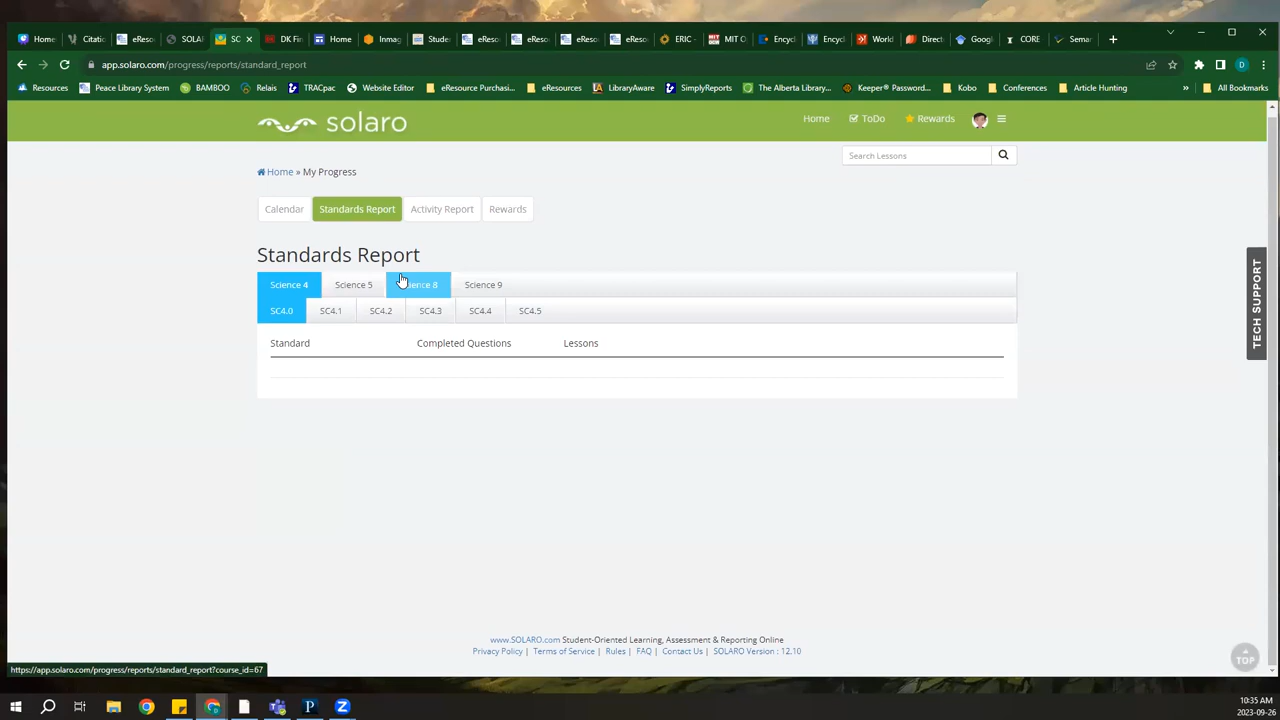 Home
Citatic
eReso
SOLAI
SC
DK Fin
Home
Inmag
Stude
eReso
eReso
eReso
eReso
ERIC -
MIT O
Encyc
Encyc
World
Direct
Googl
CORE
Semar
app.solaro.com/progress/reports/standard_report
D
Resources
Peace Library System
BAMBOO
Relais
TRACpac
Website Editor
eResource Purchasi...
eResources
LibraryAware
SimplyReports
The Alberta Library...
Keeper® Password...
Kobo
Conferences
Article Hunting
»
All Bookmarks
solaro
Home
ToDo
Rewards
Search Lessons
Home » My Progress
Calendar
Standards Report
Activity Report
Rewards
Standards Report
Science 4
Science 5
ence 8
Science 9
SC4.0
SC4.1
SC4.2
SC4.3
SC4.4
SC4.5
Standard
Completed Questions
Lessons
TECH SUPPORT
www.SOLARO.com Student-Oriented Learning, Assessment & Reporting Online
Privacy Policy | Terms of Service | Rules | FAQ | Contact Us | SOLARO Version : 12.10
TOP
https://app.solaro.com/progress/reports/standard_report?course_id=67
10:35 AM
2023-09-26